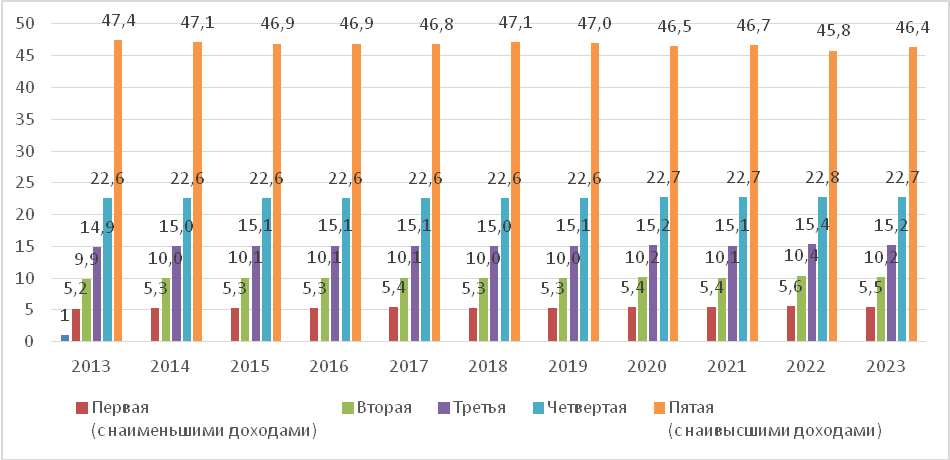 47,4 47,1 46,9 46,9 46,8 47,1 47,0 46,5 46,7 45,8 46,4
22,6 22,6 22,6 22,6 22,6 22,6 22,6 22,7 22,7 22,8 22,7
14,9 15,0 15,1 15,1 15,1 15,0 15,1 15,2 15,1 15,4 15,2
9,9 10,0 10,1 10,1 10,1 10,0 10,0 10,2 10,1 10,4 10,2
5,2 5,3 5,3 5,3 5,4 5,3 5,3 5,4 5,4 5,6 5,5
1
50
45
40
35
30
25
20
15
10
5
0
2013 2014 2015 2016 2017 2018 2019 2020 2021 2022 2023
Первая Вторая Третья Четвертая Пятая
(с наименьшими доходами) (с наивысшими доходами)